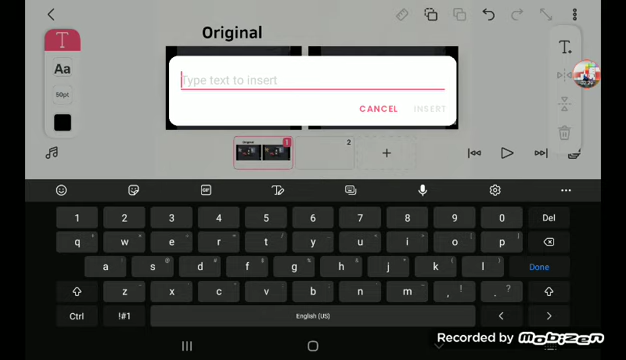 Original
T
T+
Aa
50pt
Type text to insert
CANCEL INSERT
1
2
+
GIF
1 2 3 4 5 6 7 8 9 0 Del
q w e r t y u i o p
a s d f g h j k l Done
z x c v b n m , ! . ?
Ctrl !#1 English (US) < >
Recorded by MOBIZEN